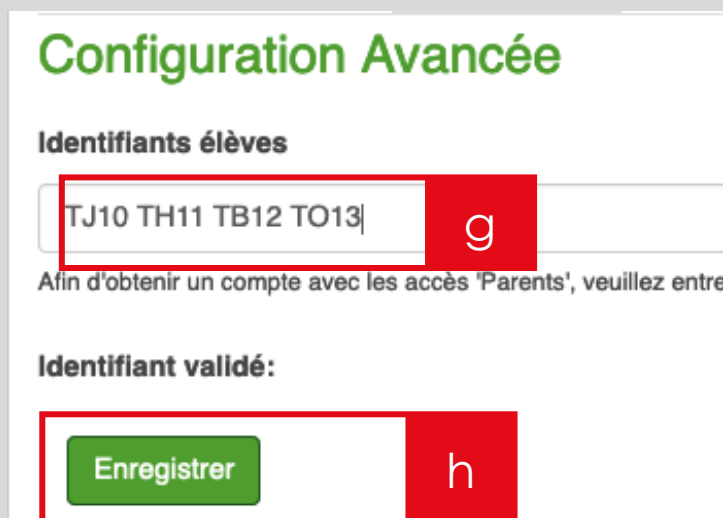 Configuration Avancée
Identifiants élèves
TJ10 TH11 TB12 TO13
g
Afin d'obtenir un compte avec les accès 'Parents', veuillez entre
Identifiant validé:
Enregistrer
h